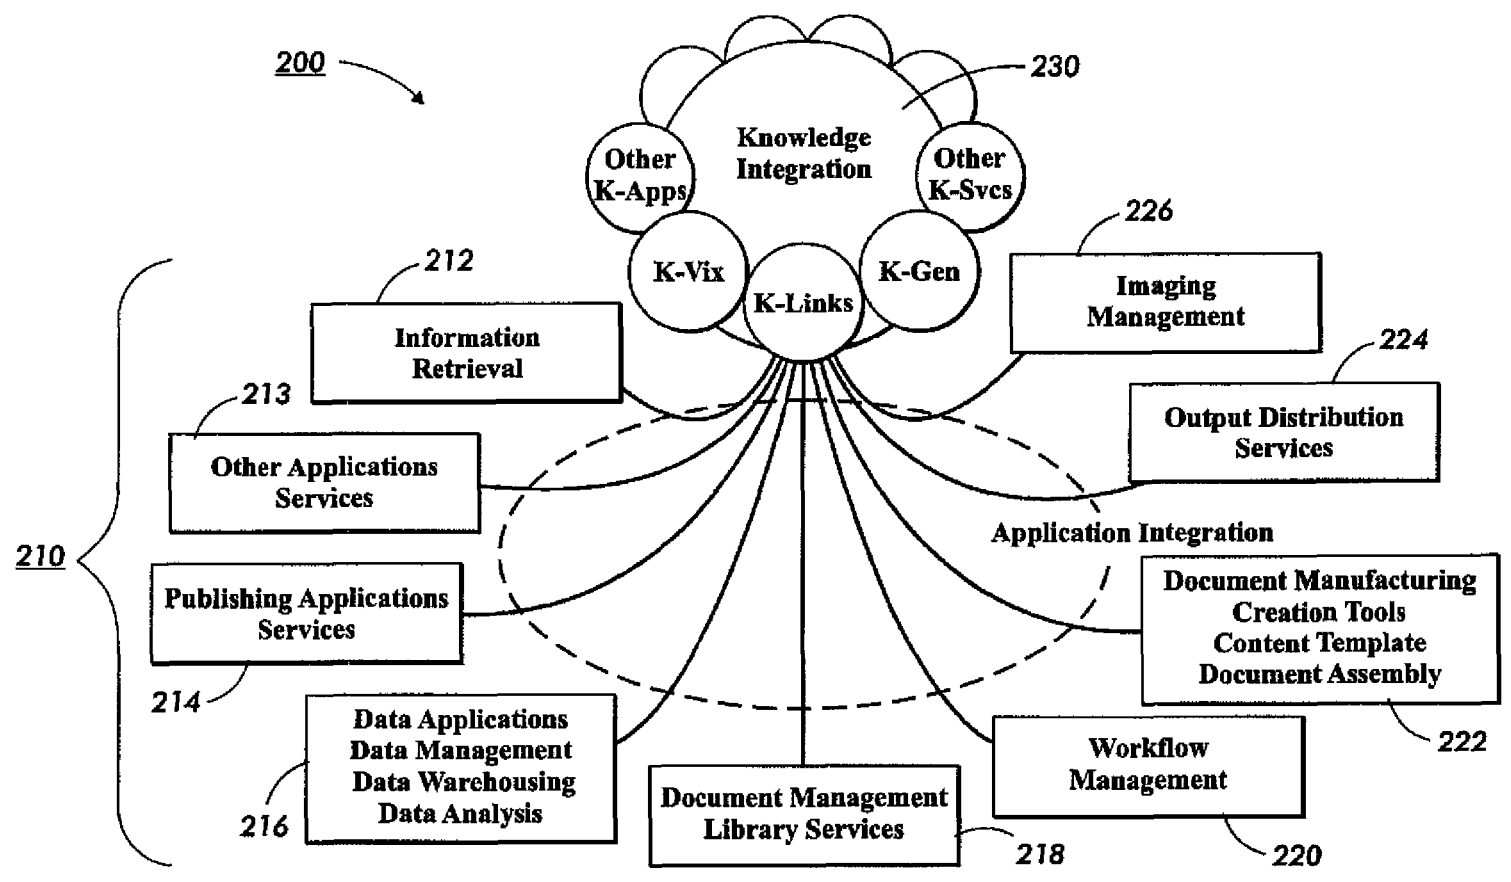 200
230
Knowledge
Integration
Other
K-Apps
Other
K-Svcs
K-Vix
K-Links
K-Gen
226
Imaging
Management
212
Information
Retrieval
224
Output Distribution
Services
213
Other Applications
Services
Application Integration
210
Publishing Applications
Services
214
Document Manufacturing
Creation Tools
Content Template
Document Assembly
222
Data Applications
Data Management
Data Warehousing
Data Analysis
216
Document Management
Library Services
218
Workflow
Management
220